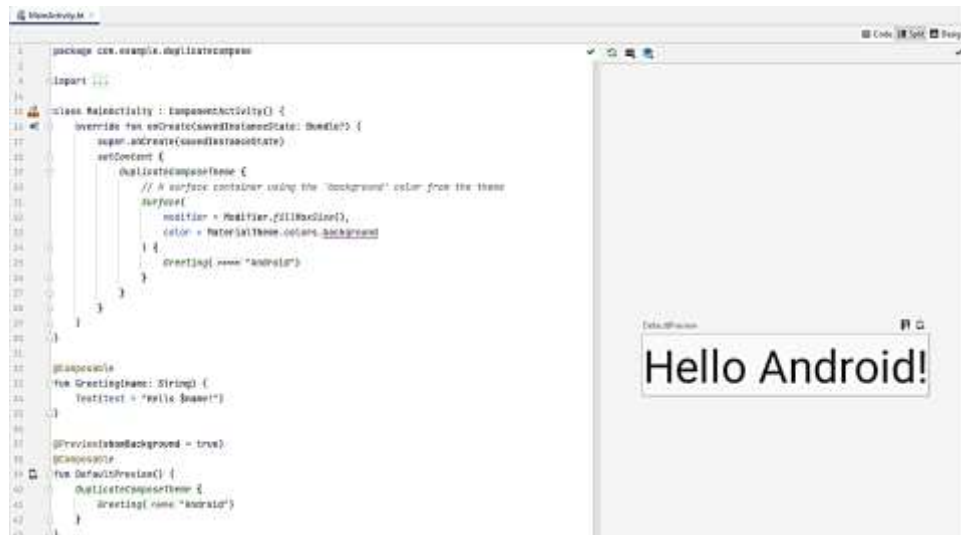 MainActivity.kt
Code Split Design
package com.example.duplicatecompose
import ...
class MainActivity : ComponentActivity() {
override fun onCreate(savedInstanceState: Bundle?) {
super.onCreate(savedInstanceState)
setContent {
DuplicateComposeTheme {
// A surface container using the 'background' color from the theme
Surface(
modifier = Modifier.fillMaxSize(),
color = MaterialTheme.colors.background
) {
Greeting( name: "Android")
}
}
}
}
}
@Composable
fun Greeting(name: String) {
Text(text = "Hello $name!")
}
@Preview(showBackground = true)
@Composable
fun DefaultPreview() {
DuplicateComposeTheme {
Greeting( name: "Android")
}
}
DefaultPreview
Hello Android!